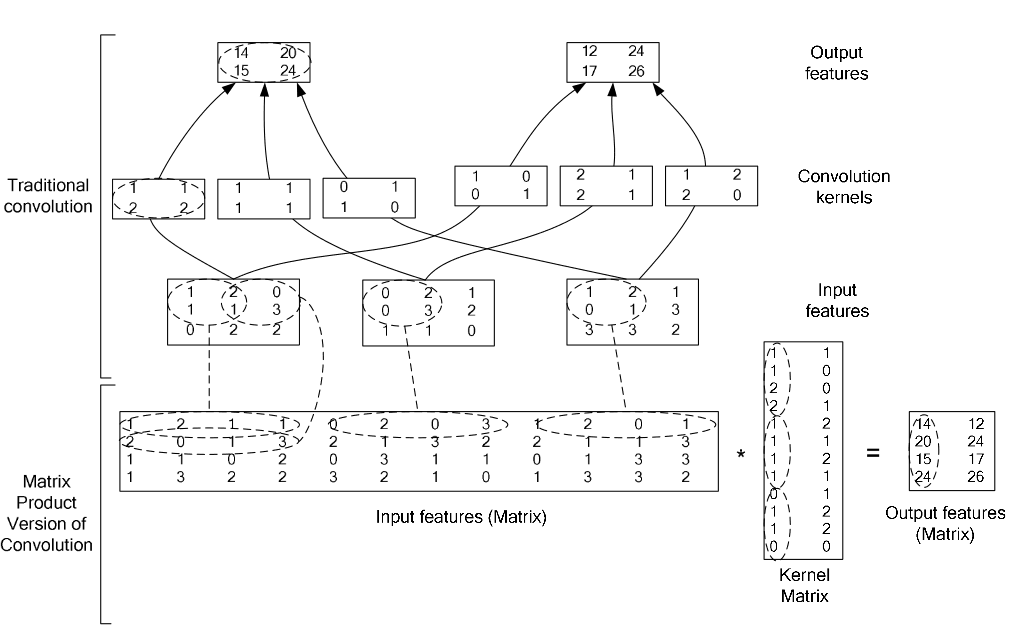 14 20
15 24
12 24
17 26
Output
features
Traditional
convolution
1 1
2 2
1 1
1 1
0 1
1 0
1 0
0 1
2 1
2 1
1 2
2 0
Convolution
kernels
1 2 0
1 1 3
0 2 2
0 2 1
0 3 2
1 1 0
1 2 1
0 1 3
3 3 2
Input
features
Matrix
Product
Version of
Convolution
1 2 1 1 0 2 0 3 1 2 0 1
2 0 1 3 2 1 3 2 2 1 1 3
1 1 0 2 0 3 1 1 0 1 3 3
1 3 2 2 3 2 1 0 1 3 3 2
Input features (Matrix)
*
1 1
1 0
2 0
2 1
1 2
1 1
1 2
1 1
0 1
1 2
1 2
0 0
Kernel
Matrix
=
14 12
20 24
15 17
24 26
Output features
(Matrix)